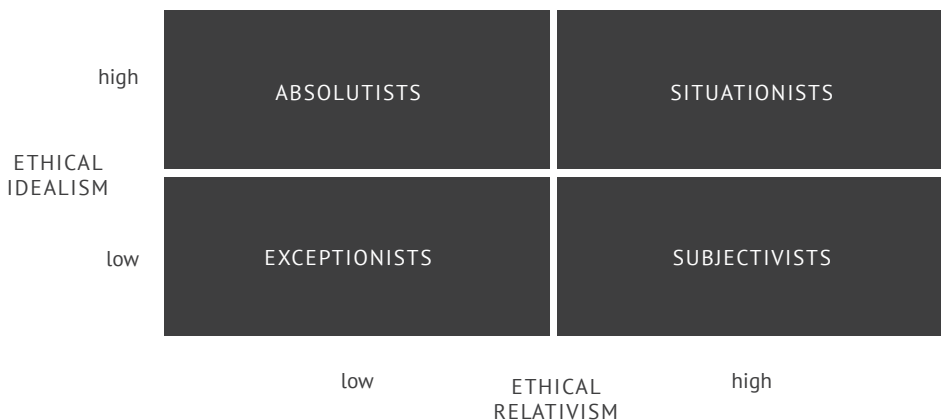 high
ABSOLUTISTS
SITUATIONISTS
ETHICAL
IDEALISM
low
EXCEPTIONISTS
SUBJECTIVISTS
low
ETHICAL
RELATIVISM
high